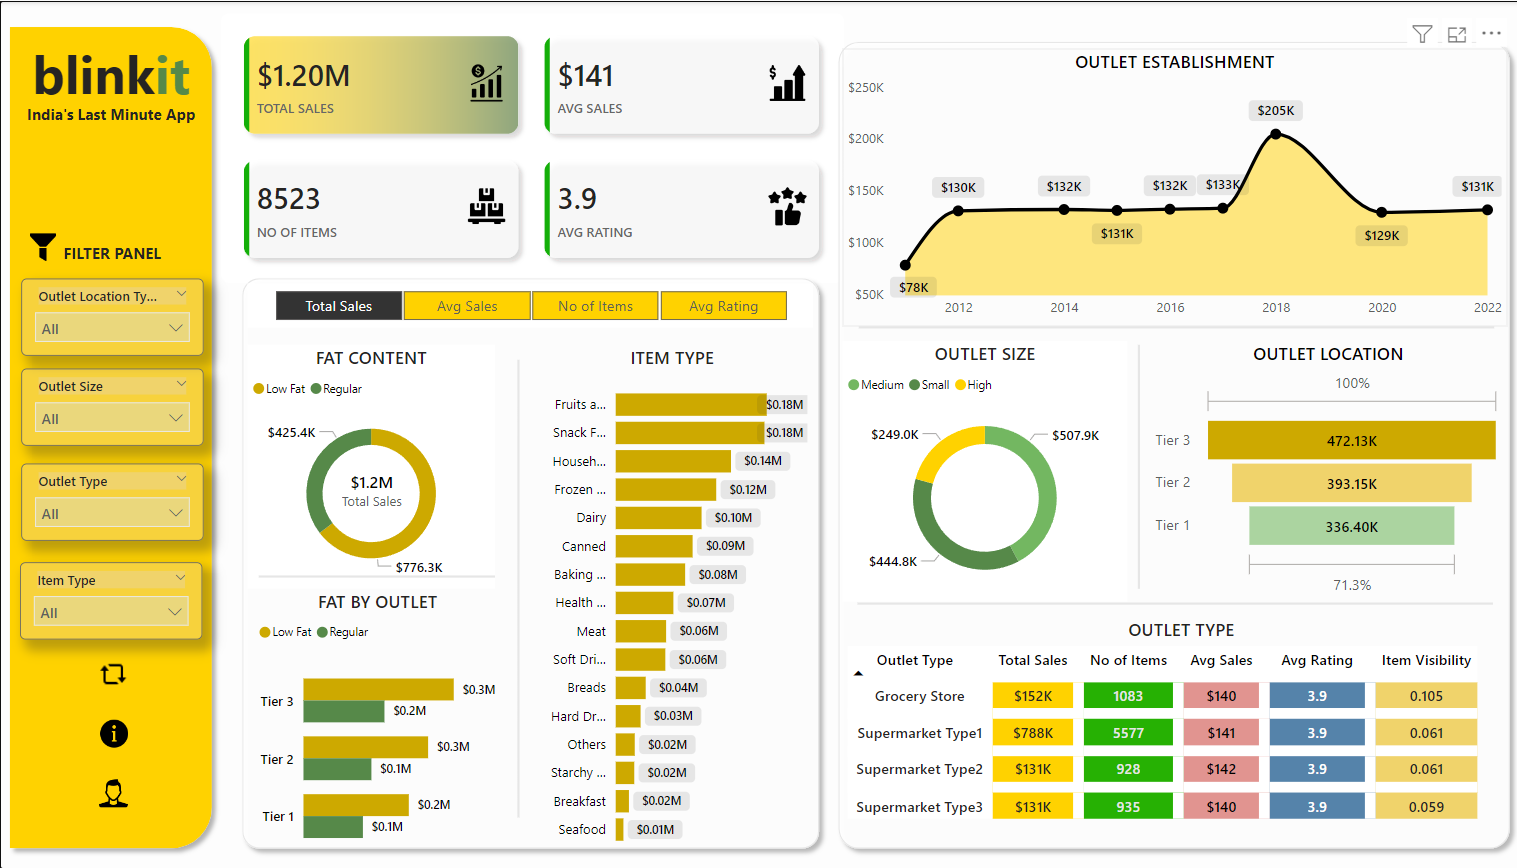 blinkit
India's Last Minute App
FILTER PANEL
Outlet Location Ty...
All
Outlet Size
All
Outlet Type
All
Item Type
All
$1.20M
TOTAL SALES
$141
AVG SALES
8523
NO OF ITEMS
3.9
AVG RATING
Total Sales Avg Sales No of Items Avg Rating
FAT CONTENT
Low Fat Regular
$425.4K
$1.2M
Total Sales
$776.3K
FAT BY OUTLET
Low Fat Regular
Tier 3 $0.3M
$0.2M
Tier 2 $0.3M
$0.1M
Tier 1 $0.2M
$0.1M
ITEM TYPE
Fruits a... $0.18M
Snack F... $0.18M
Househ... $0.14M
Frozen ... $0.12M
Dairy $0.10M
Canned $0.09M
Baking ... $0.08M
Health ... $0.07M
Meat $0.06M
Soft Dri... $0.06M
Breads $0.04M
Hard Dr... $0.03M
Others $0.02M
Starchy ... $0.02M
Breakfast $0.02M
Seafood $0.01M
OUTLET ESTABLISHMENT
$250K
$200K
$150K
$100K
$50K
$78K
$130K
$132K
$131K
$132K
$133K
$205K
$129K
$131K
2012 2014 2016 2018 2020 2022
OUTLET SIZE
Medium Small High
$249.0K
$507.9K
$444.8K
OUTLET LOCATION
100%
Tier 3 472.13K
Tier 2 393.15K
Tier 1 336.40K
71.3%
OUTLET TYPE
Outlet Type Total Sales No of Items Avg Sales Avg Rating Item Visibility
Grocery Store $152K 1083 $140 3.9 0.105
Supermarket Type1 $788K 5577 $141 3.9 0.061
Supermarket Type2 $131K 928 $142 3.9 0.061
Supermarket Type3 $131K 935 $140 3.9 0.059